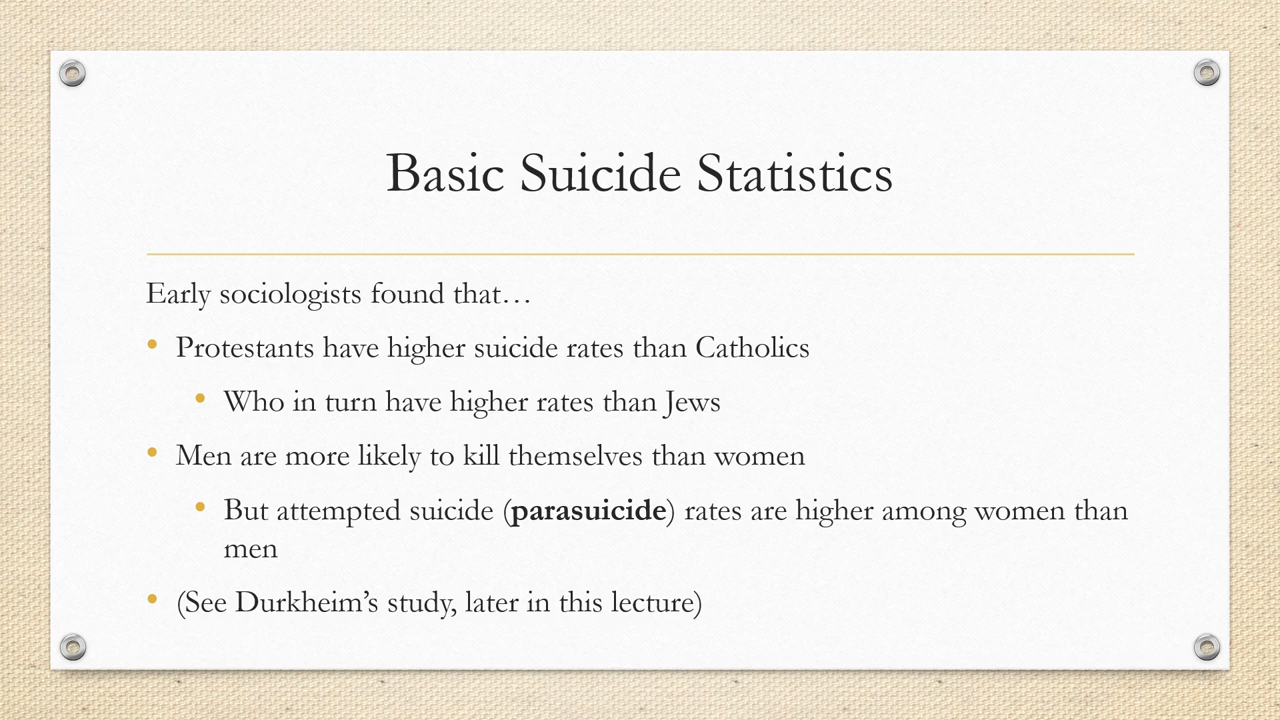 Basic Suicide Statistics
Early sociologists found that…
• Protestants have higher suicide rates than Catholics
• Who in turn have higher rates than Jews
• Men are more likely to kill themselves than women
• But attempted suicide (parasuicide) rates are higher among women than
men
• (See Durkheim’s study, later in this lecture)